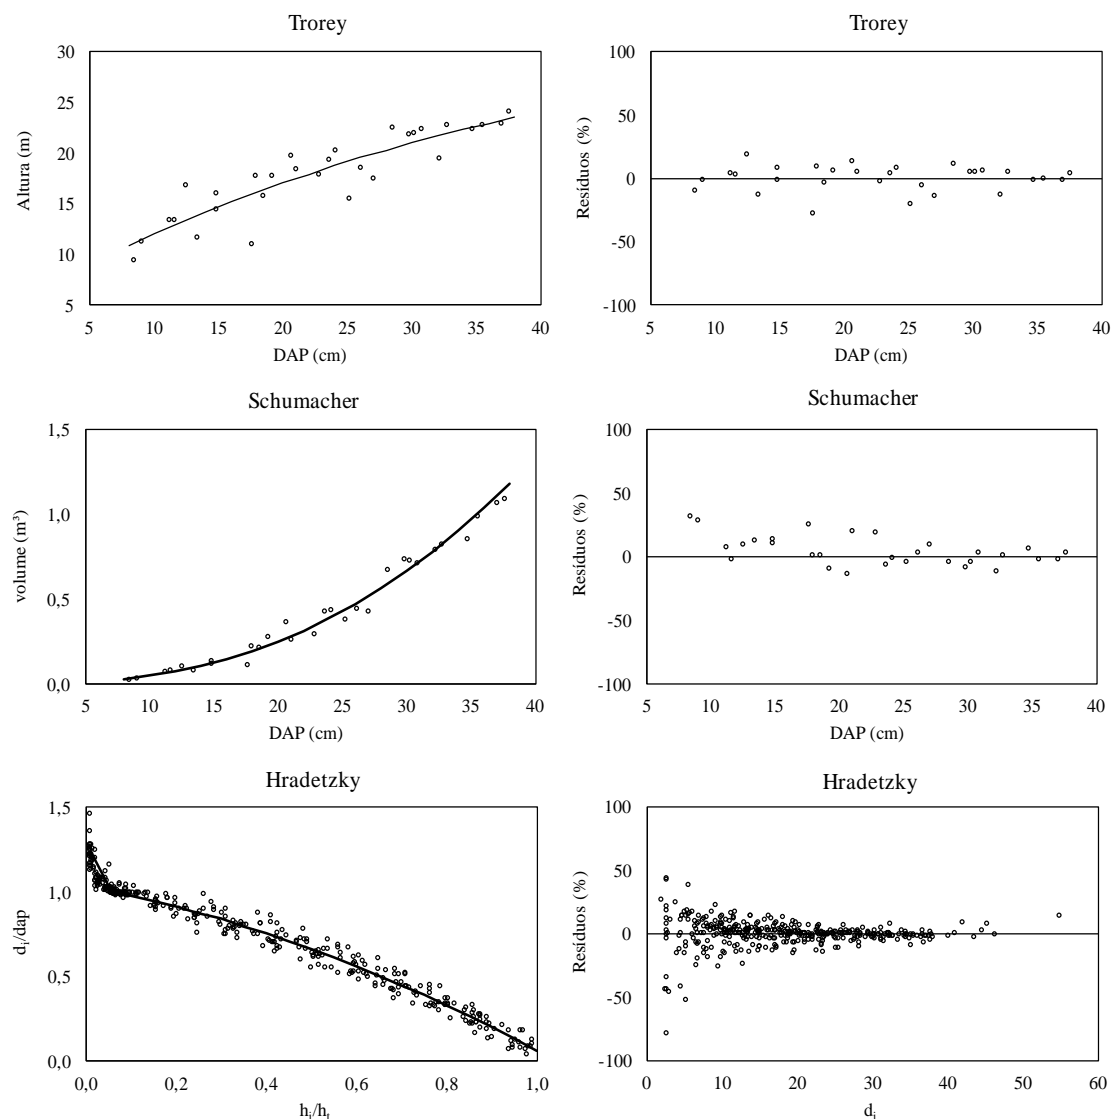 Trorey
30
25
20
15
10
5
Altura (m)
5 10 15 20 25 30 35 40
DAP (cm)
Trorey
100
50
0
-50
-100
Resíduos (%)
5 10 15 20 25 30 35 40
DAP (cm)
Schumacher
1,5
1,0
0,5
0,0
volume (m³)
5 10 15 20 25 30 35 40
DAP (cm)
Schumacher
100
50
0
-50
-100
Resíduos (%)
5 10 15 20 25 30 35 40
DAP (cm)
Hradetzky
1,5
1,0
0,5
0,0
dᵢ/dap
0,0 0,2 0,4 0,6 0,8 1,0
hᵢ/hₜ
Hradetzky
100
50
0
-50
-100
Resíduos (%)
0 10 20 30 40 50 60
dᵢ